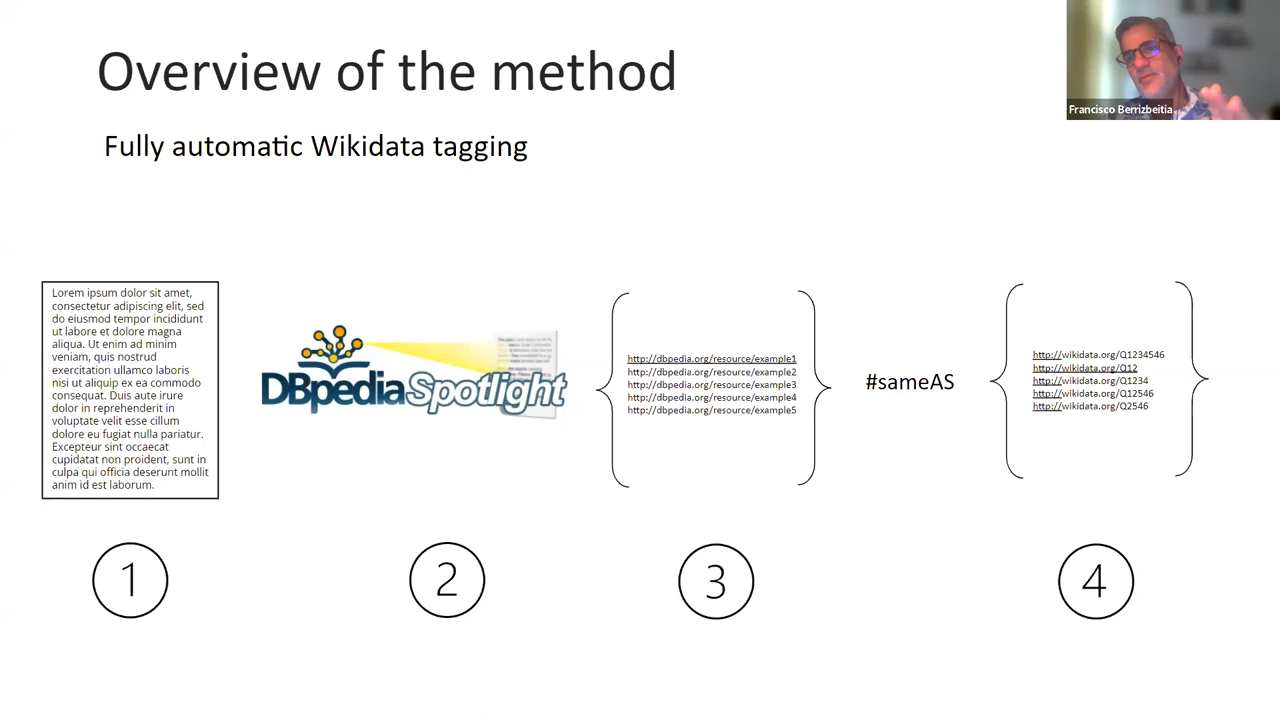 Overview of the method
Francisco Berrizbeitia
Fully automatic Wikidata tagging
Lorem ipsum dolor sit amet,
consectetur adipiscing elit, sed
do eiusmod tempor incididunt
ut labore et dolore magna
aliqua. Ut enim ad minim
veniam, quis nostrud
exercitation ullamco laboris
nisi ut aliquip ex ea commodo
consequat. Duis aute irure
dolor in reprehenderit in
voluptate velit esse cillum
dolore eu fugiat nulla pariatur.
Excepteur sint occaecat
cupidatat non proident, sunt in
culpa qui officia deserunt mollit
anim id est laborum.
DBpedia Spotlight
http://dbpedia.org/resource/example1
http://dbpedia.org/resource/example2
http://dbpedia.org/resource/example3
http://dbpedia.org/resource/example4
http://dbpedia.org/resource/example5
#sameAS
http://wikidata.org/Q1234546
http://wikidata.org/Q12
http://wikidata.org/Q1234
http://wikidata.org/Q12546
http://wikidata.org/Q2546
1
2
3
4